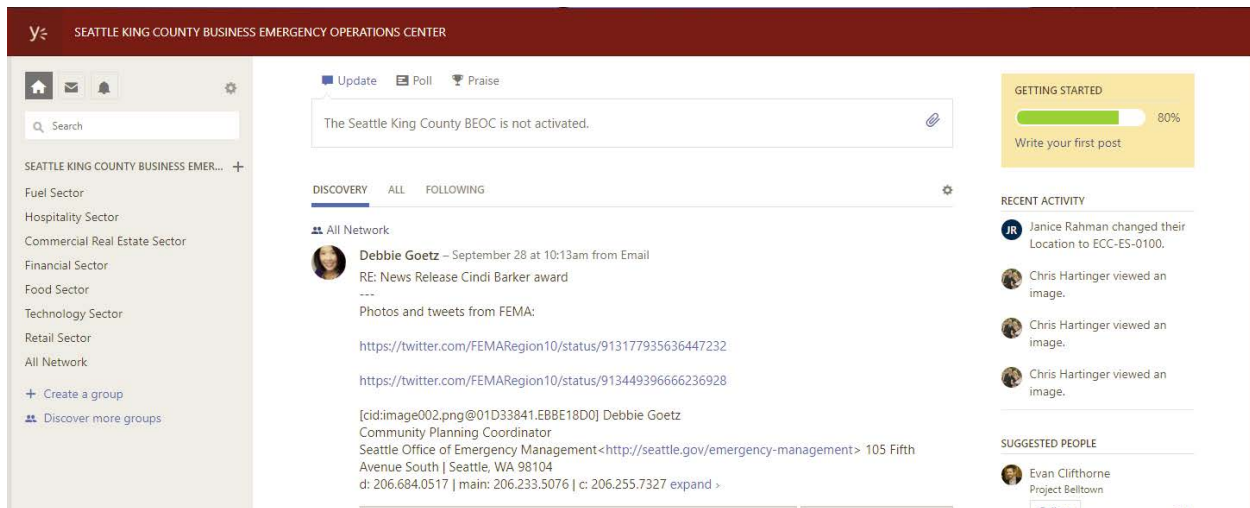 SEATTLE KING COUNTY BUSINESS EMERGENCY OPERATIONS CENTER
Search
SEATTLE KING COUNTY BUSINESS EMER...
Fuel Sector
Hospitality Sector
Commercial Real Estate Sector
Financial Sector
Food Sector
Technology Sector
Retail Sector
All Network
+ Create a group
Discover more groups
Update Poll Praise
The Seattle King County BEOC is not activated.
DISCOVERY ALL FOLLOWING
All Network
Debbie Goetz – September 28 at 10:13am from Email
RE: News Release Cindi Barker award
---
Photos and tweets from FEMA:
https://twitter.com/FEMARegion10/status/913177935636447232
https://twitter.com/FEMARegion10/status/913449396666236928
[cid:image002.png@01D33841.EBBE18D0] Debbie Goetz
Community Planning Coordinator
Seattle Office of Emergency Management<http://seattle.gov/emergency-management> 105 Fifth
Avenue South | Seattle, WA 98104
d: 206.684.0517 | main: 206.233.5076 | c: 206.255.7327 expand ›
GETTING STARTED
80%
Write your first post
RECENT ACTIVITY
JR
Janice Rahman changed their
Location to ECC-ES-0100.
Chris Hartinger viewed an
image.
Chris Hartinger viewed an
image.
Chris Hartinger viewed an
image.
SUGGESTED PEOPLE
Evan Clifthorne
Project Belltown